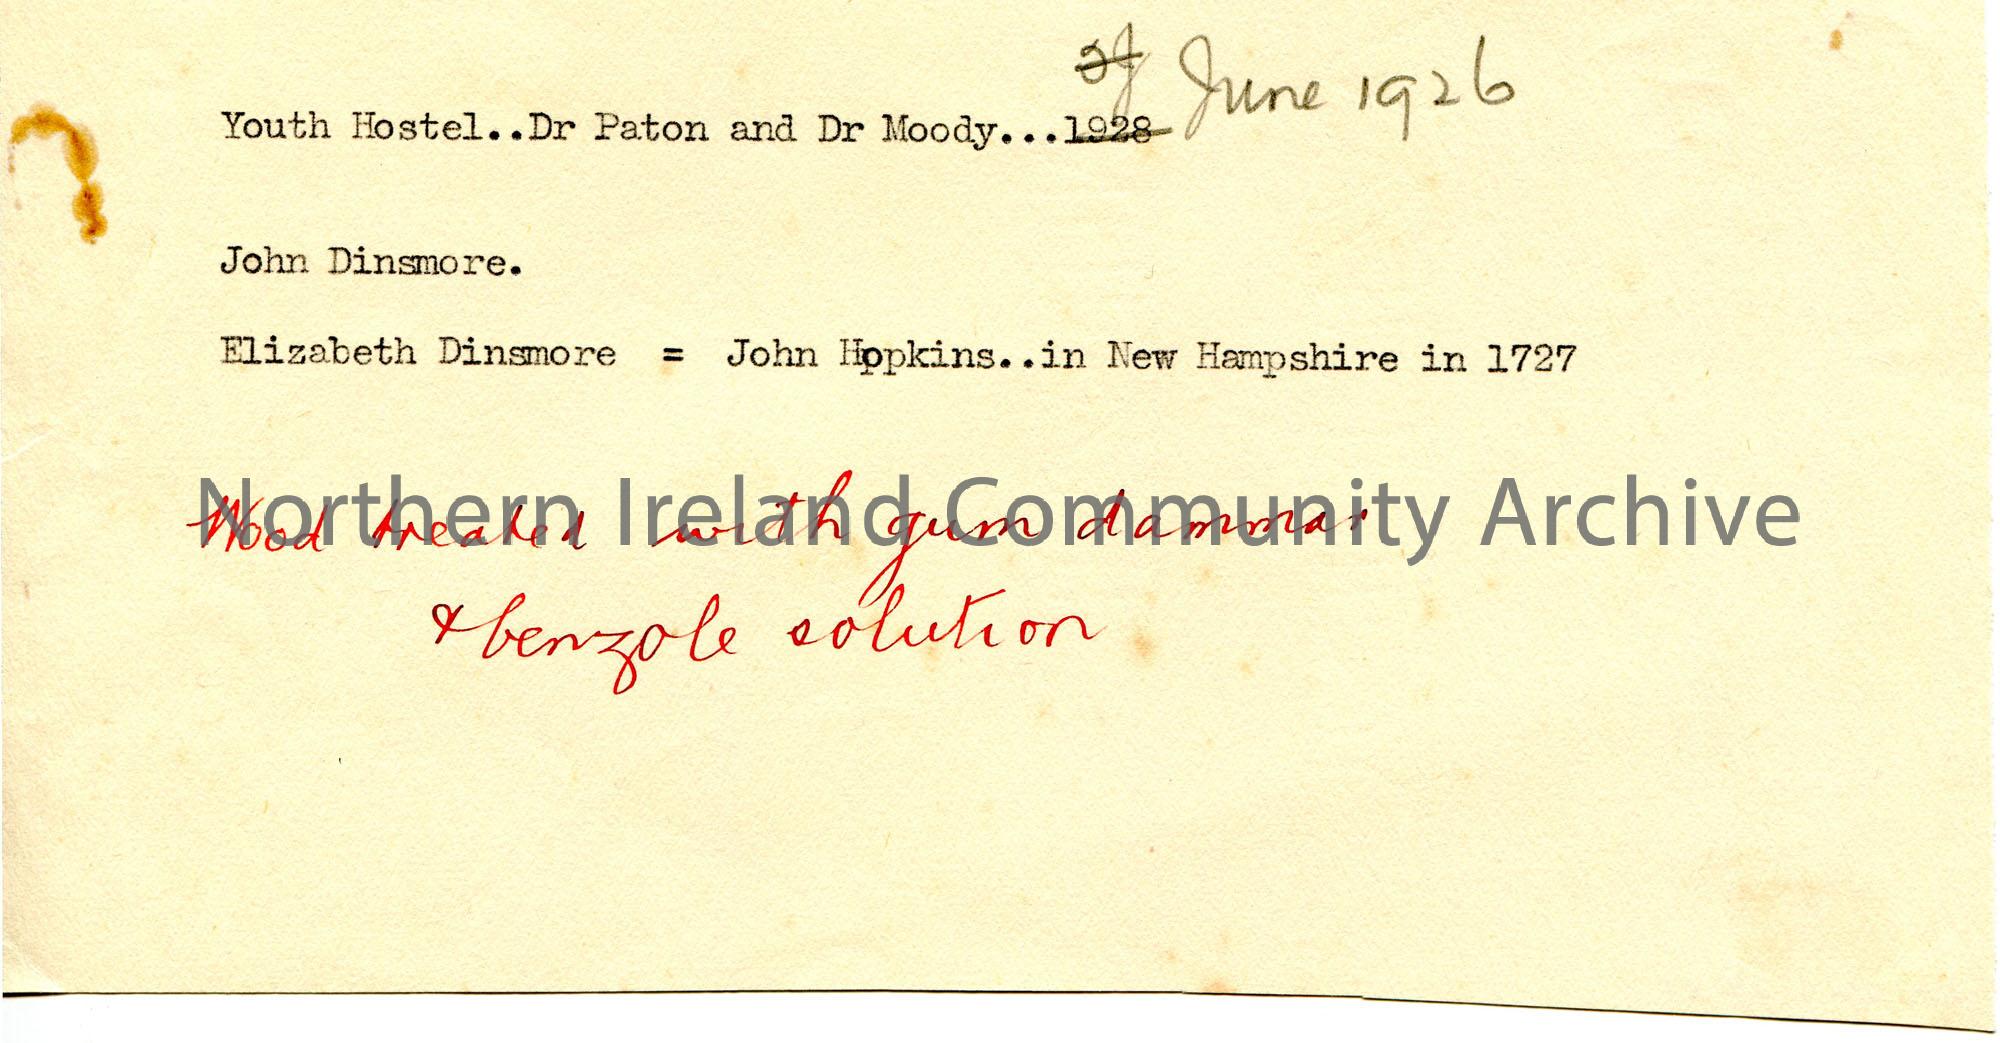 June 1926
Youth Hostel..Dr Paton and Dr Moody...1928
John Dinsmore.
Elizabeth Dinsmore = John Hopkins..in New Hampshire in 1727
Northern Ireland Community Archive
Wood treated with gum dammar
& benzole solution